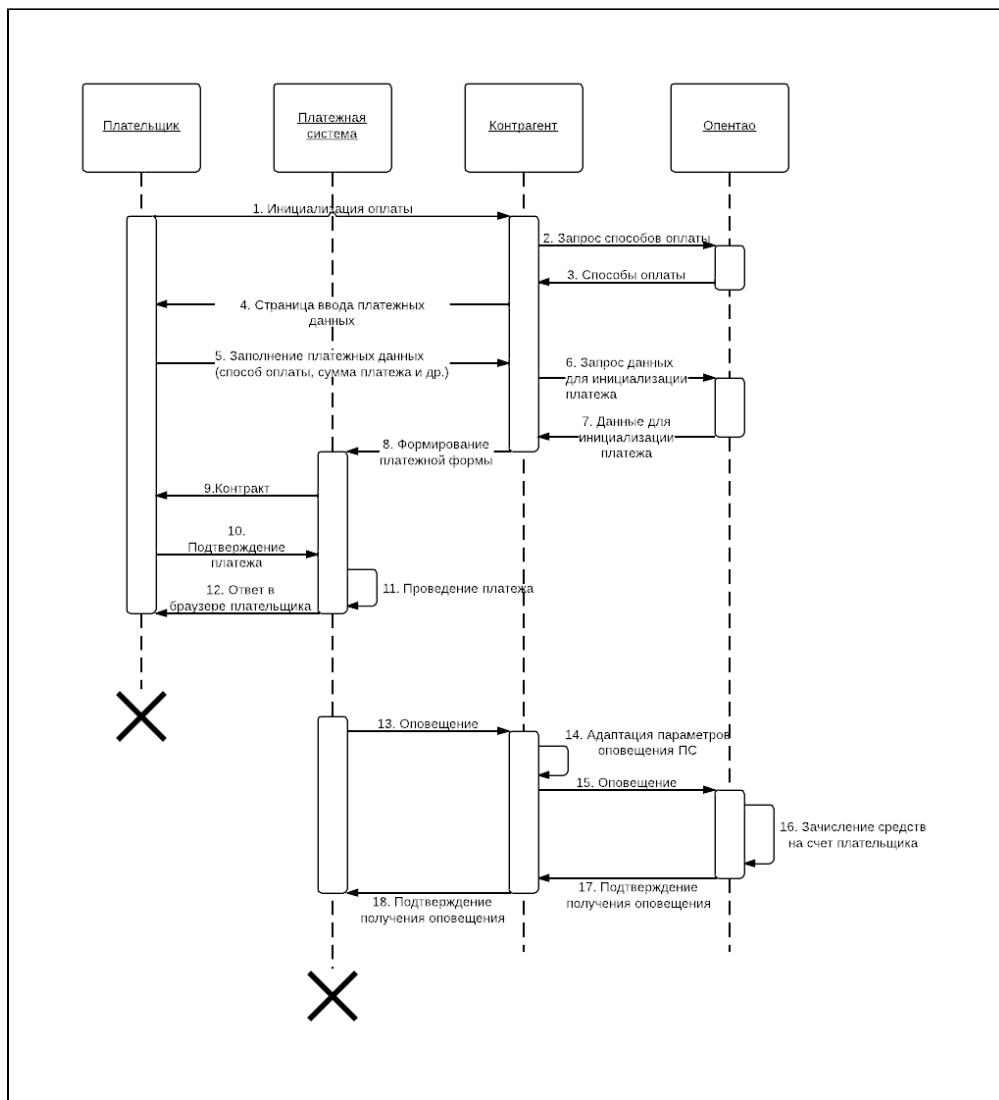 Плательщик
Платежная
система
Контрагент
Опентао
1. Инициализация оплаты
2. Запрос способов оплаты
3. Способы оплаты
4. Страница ввода платежных
данных
5. Заполнение платежных данных
(способ оплаты, сумма платежа и др.)
6. Запрос данных
для инициализации
платежа
7. Данные для
инициализации
платежа
8. Формирование
платежной формы
9.Контракт
10.
Подтверждение
платежа
11. Проведение платежа
12. Ответ в
браузере плательщика
13. Оповещение
14. Адаптация параметров
оповещения ПС
15. Оповещение
16. Зачисление средств
на счет плательщика
17. Подтверждение
получения оповещения
18. Подтверждение
получения оповещения